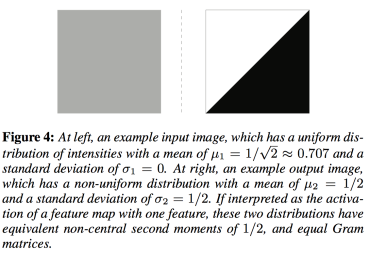 Figure 4: At left, an example input image, which has a uniform dis-
tribution of intensities with a mean of μ₁ = 1/√2 ≈ 0.707 and a
standard deviation of σ₁ = 0. At right, an example output image,
which has a non-uniform distribution with a mean of μ₂ = 1/2
and a standard deviation of σ₂ = 1/2. If interpreted as the activa-
tion of a feature map with one feature, these two distributions have
equivalent non-central second moments of 1/2, and equal Gram
matrices.